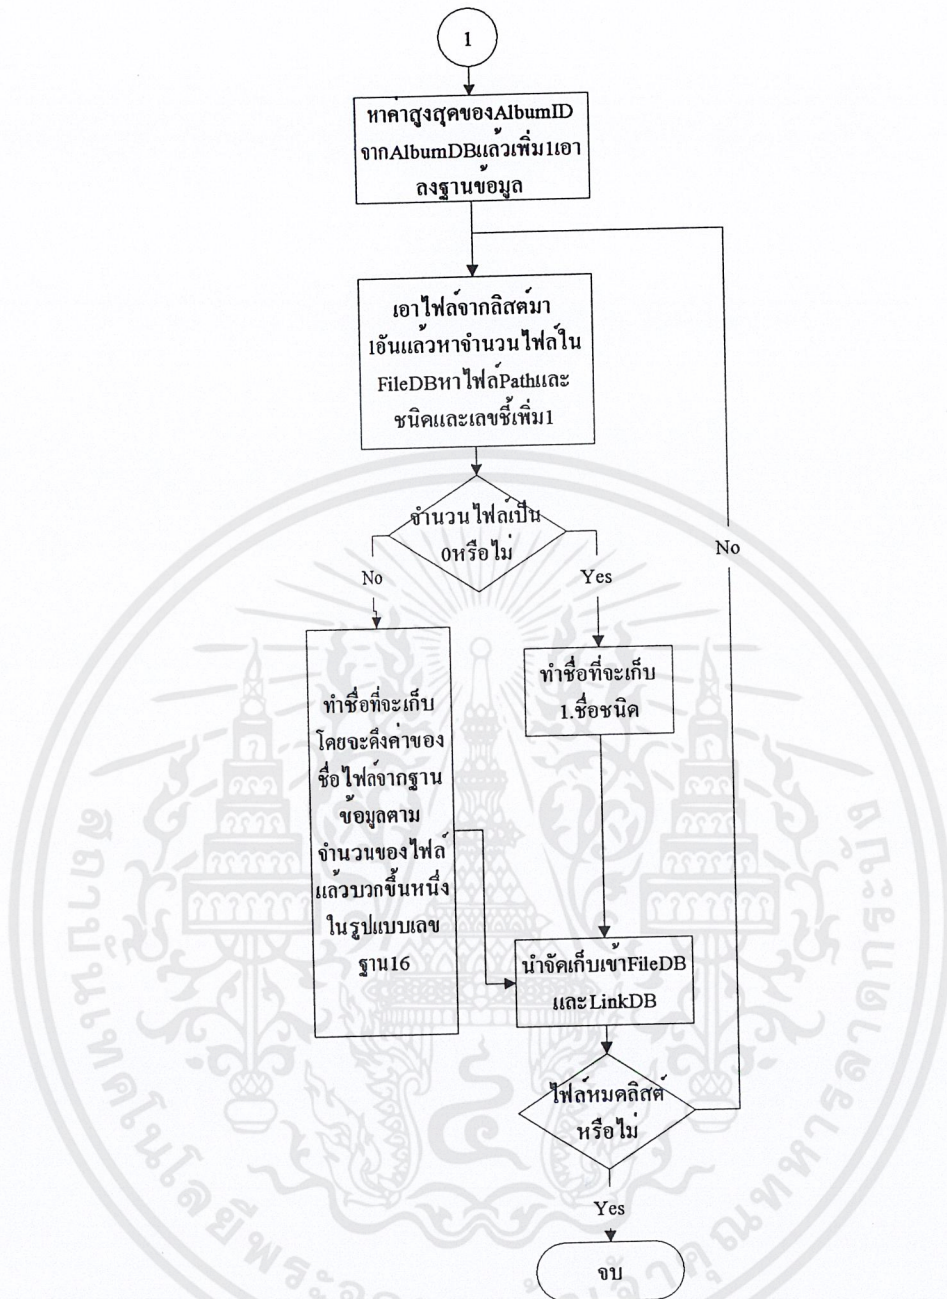 1
หาค่าสูงสุดของAlbumID
จากAlbumDBแล้วเพิ่ม1เอา
ลงฐานข้อมูล
เอาไฟล์จากลิสต์มา
1อันแล้วหาจำนวนไฟล์ใน
FileDBหาไฟล์Pathและ
ชนิดและเลขชี้เพิ่ม1
จำนวนไฟล์เป็น
0หรือไม่
No
Yes
No
ทำชื่อที่จะเก็บ
โดยจะดึงค่าของ
ชื่อไฟล์จากฐาน
ข้อมูลตาม
จำนวนของไฟล์
แล้วบวกขึ้นหนึ่ง
ในรูปแบบเลข
ฐาน16
ทำชื่อที่จะเก็บ
1.ชื่อชนิด
นำจัดเก็บเข้าFileDB
และLinkDB
ไฟล์หมดลิสต์
หรือไม่
Yes
จบ